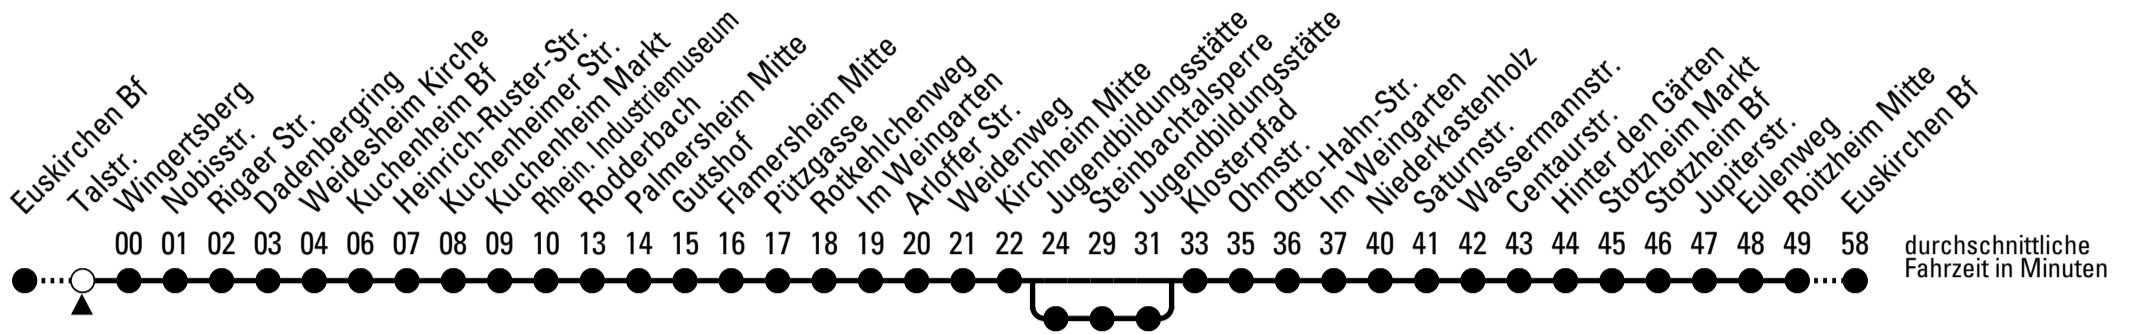 Euskirchen Bf
Talstr.
Wingertsberg
Nobisstr.
Rigaer Str.
Dadenbergring
Weidesheim Kirche
Kuchenheim Bf
Heinrich-Ruster-Str.
Kuchenheimer Str.
Kuchenheim Markt
Rhein. Industriemuseum
Rodderbach
Palmersheim Mitte
Gutshof
Flamersheim Mitte
Pützgasse
Rotkehlchenweg
Im Weingarten
Arloffer Str.
Weidenweg
Kirchheim Mitte
Jugendbildungsstätte
Steinbachtalsperre
Jugendbildungsstätte
Klosterpfad
Ohmstr.
Otto-Hahn-Str.
Im Weingarten
Niederkastenholz
Saturnstr.
Wassermannstr.
Centaurstr.
Hinter den Gärten
Stotzheim Markt
Stotzheim Bf
Jupiterstr.
Eulenweg
Roitzheim Mitte
Euskirchen Bf
00 01 02 03 04 06 07 08 09 10 13 14 15 16 17 18 19 20 21 22 24 29 31 33 35 36 37 40 41 42 43 44 45 46 47 48 49 58
durchschnittliche
Fahrzeit in Minuten